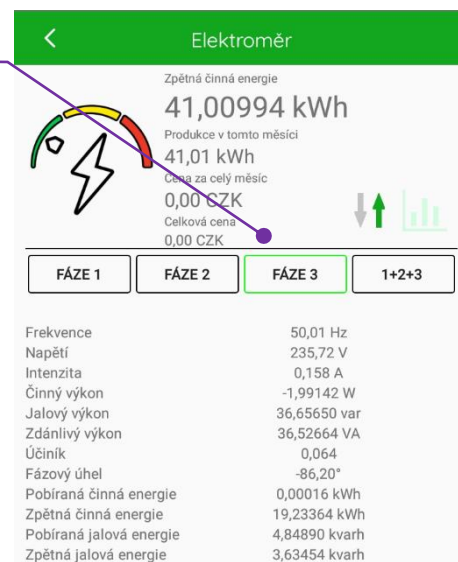 Elektroměr
Zpětná činná energie
41,00994 kWh
Produkce v tomto měsíci
41,01 kWh
Cena za celý měsíc
0,00 CZK
Celková cena
0,00 CZK
FÁZE 1 FÁZE 2 FÁZE 3 1+2+3
Frekvence 50,01 Hz
Napětí 235,72 V
Intenzita 0,158 A
Činný výkon -1,99142 W
Jalový výkon 36,65650 var
Zdánlivý výkon 36,52664 VA
Účiník 0,064
Fázový úhel -86,20°
Pobíraná činná energie 0,00016 kWh
Zpětná činná energie 19,23364 kWh
Pobíraná jalová energie 4,84890 kvarh
Zpětná jalová energie 3,63454 kvarh